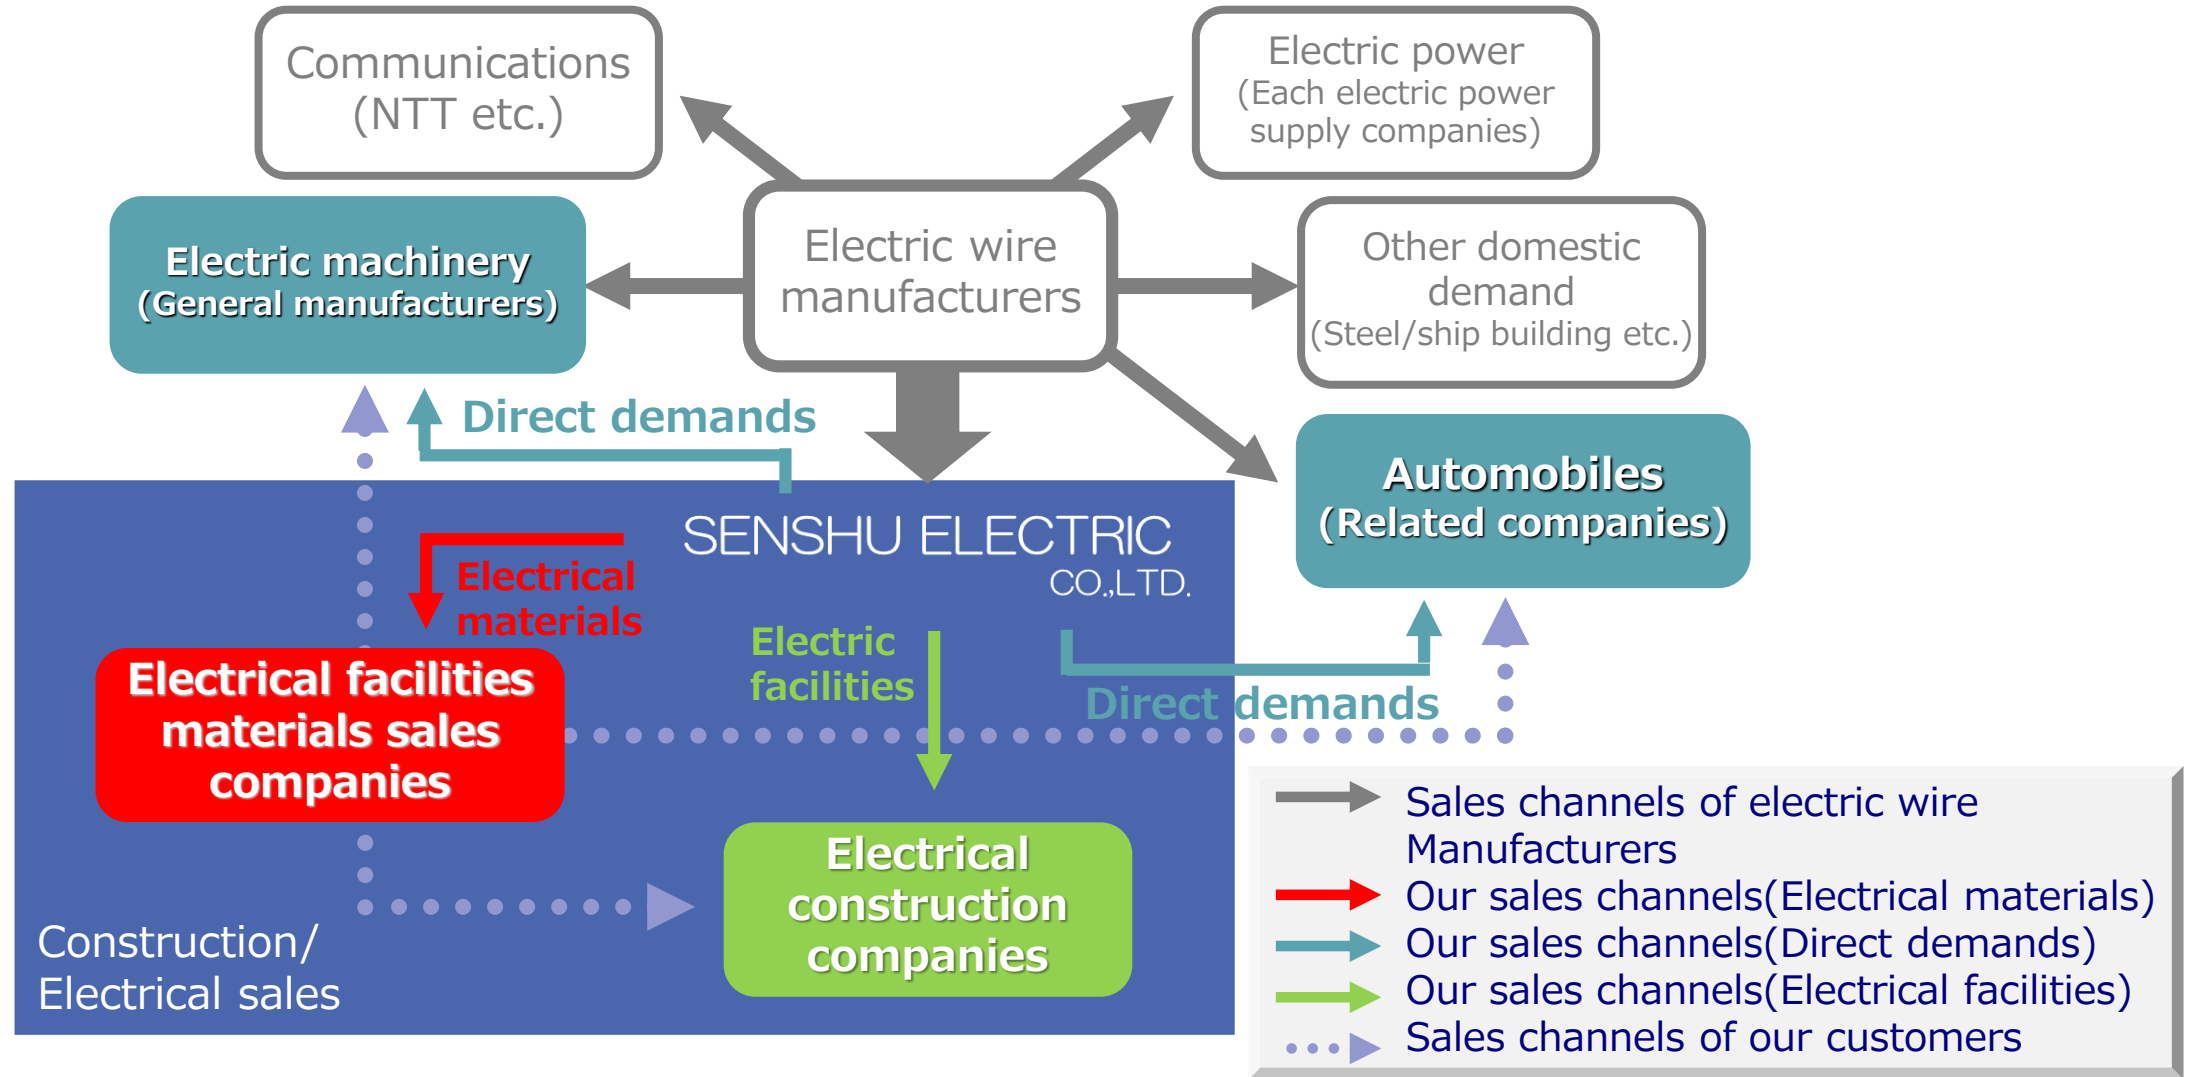 Communications
(NTT etc.)
Electric power
(Each electric power
supply companies)
Electric machinery
(General manufacturers)
Electric wire
manufacturers
Other domestic
demand
(Steel/ship building etc.)
Direct demands
Automobiles
(Related companies)
SENSHU ELECTRIC
CO.,LTD.
Electrical
materials
Electric
facilities
Electrical facilities
materials sales
companies
Direct demands
Electrical
construction
companies
Construction/
Electrical sales
Sales channels of electric wire
Manufacturers
Our sales channels(Electrical materials)
Our sales channels(Direct demands)
Our sales channels(Electrical facilities)
Sales channels of our customers